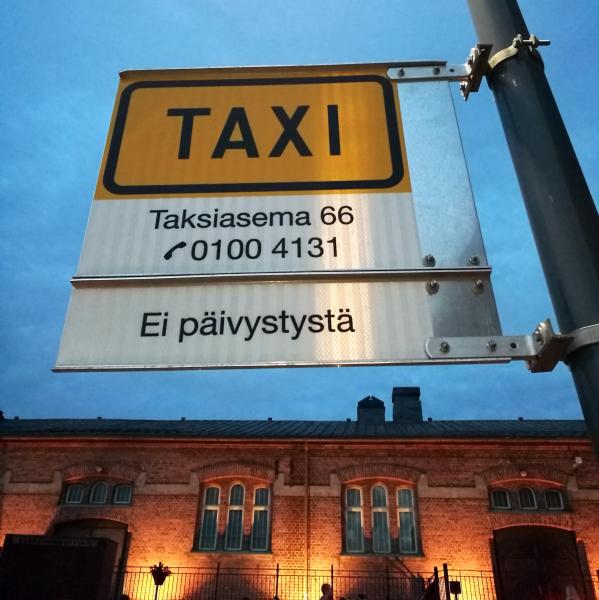 TAXI
Taksiasema 66
0100 4131
Ei päivystystä